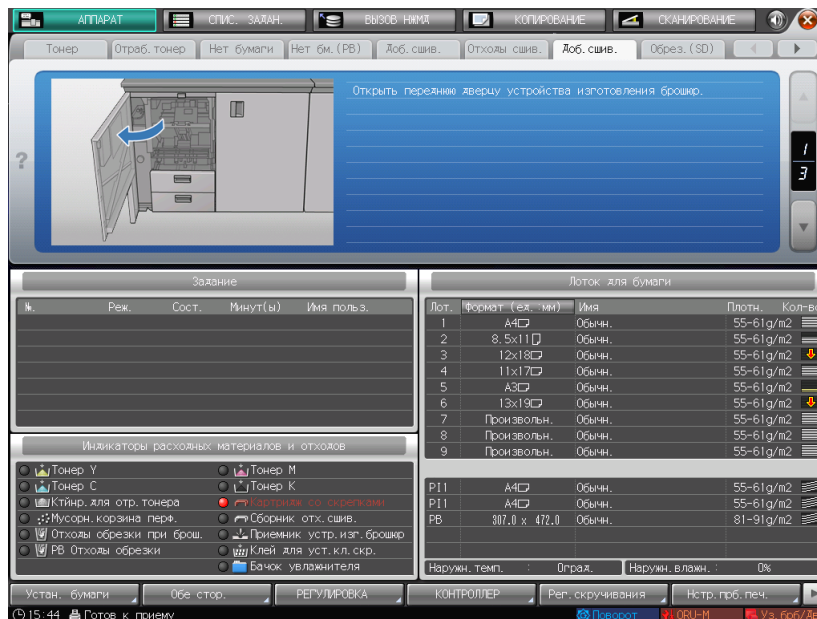 АППАРАТ
СПИС. ЗАДАН.
ВЫЗОВ НЖМД
КОПИРОВАНИЕ
СКАНИРОВАНИЕ
Тонер
Отраб. тонер
Нет бумаги
Нет бм.(PB)
Доб. сшив.
Отходы сшив.
Доб. сшив.
Обрез.(SD)
Открыть переднюю дверцу устройства изготовления брошюр.
?
1
3
Задание
№. Реж. Сост. Минут(ы) Имя польз.
Лоток для бумаги
Лот. Формат (ед.:мм) Имя Плотн. Кол-во
1 A4 Обычн. 55-61g/m2
2 8.5x11 Обычн. 55-61g/m2
3 12x18 Обычн. 55-61g/m2
4 11x17 Обычн. 55-61g/m2
5 A3 Обычн. 55-61g/m2
6 13x19 Обычн. 55-61g/m2
7 Произвольн. Обычн. 55-61g/m2
8 Произвольн. Обычн. 55-61g/m2
9 Произвольн. Обычн. 55-61g/m2
PI1 A4 Обычн. 55-61g/m2
PI1 A4 Обычн. 55-61g/m2
PB 307.0 x 472.0 Обычн. 81-91g/m2
Наружн.темп. : 0град. Наружн.влажн. : 0%
Индикаторы расходных материалов и отходов
Тонер Y Тонер M
Тонер C Тонер K
Ктйнр.для отр.тонера Картридж со скрепками
Мусорн.корзина перф. Сборник отх.сшив.
Отходы обрезки при брош. Приемник устр.изг.брошюр
PB Отходы обрезки Клей для уст.кл.скр.
Бачок увлажнителя
Устан. бумаги
Обе стор.
РЕГУЛИРОВКА
КОНТРОЛЛЕР
Рег.скручивания
Нстр.прб.печ.
15:44 Готов к приему
Поворот
ORU-M